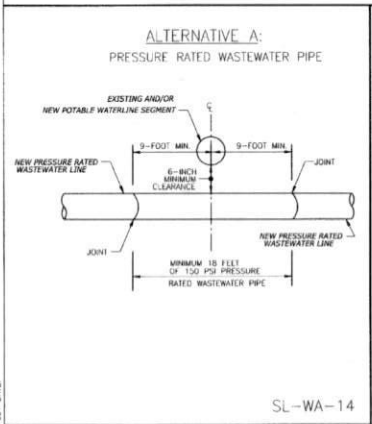 ALTERNATIVE A:
PRESSURE RATED WASTEWATER PIPE
EXISTING AND/OR
NEW POTABLE WATERLINE SEGMENT
℄
9-FOOT MIN.
9-FOOT MIN.
6-INCH
MINIMUM
CLEARANCE
NEW PRESSURE RATED
WASTEWATER LINE
JOINT
JOINT
NEW PRESSURE RATED
WASTEWATER LINE
MINIMUM 18 FEET
OF 150 PSI PRESSURE
RATED WASTEWATER PIPE
SL-WA-14